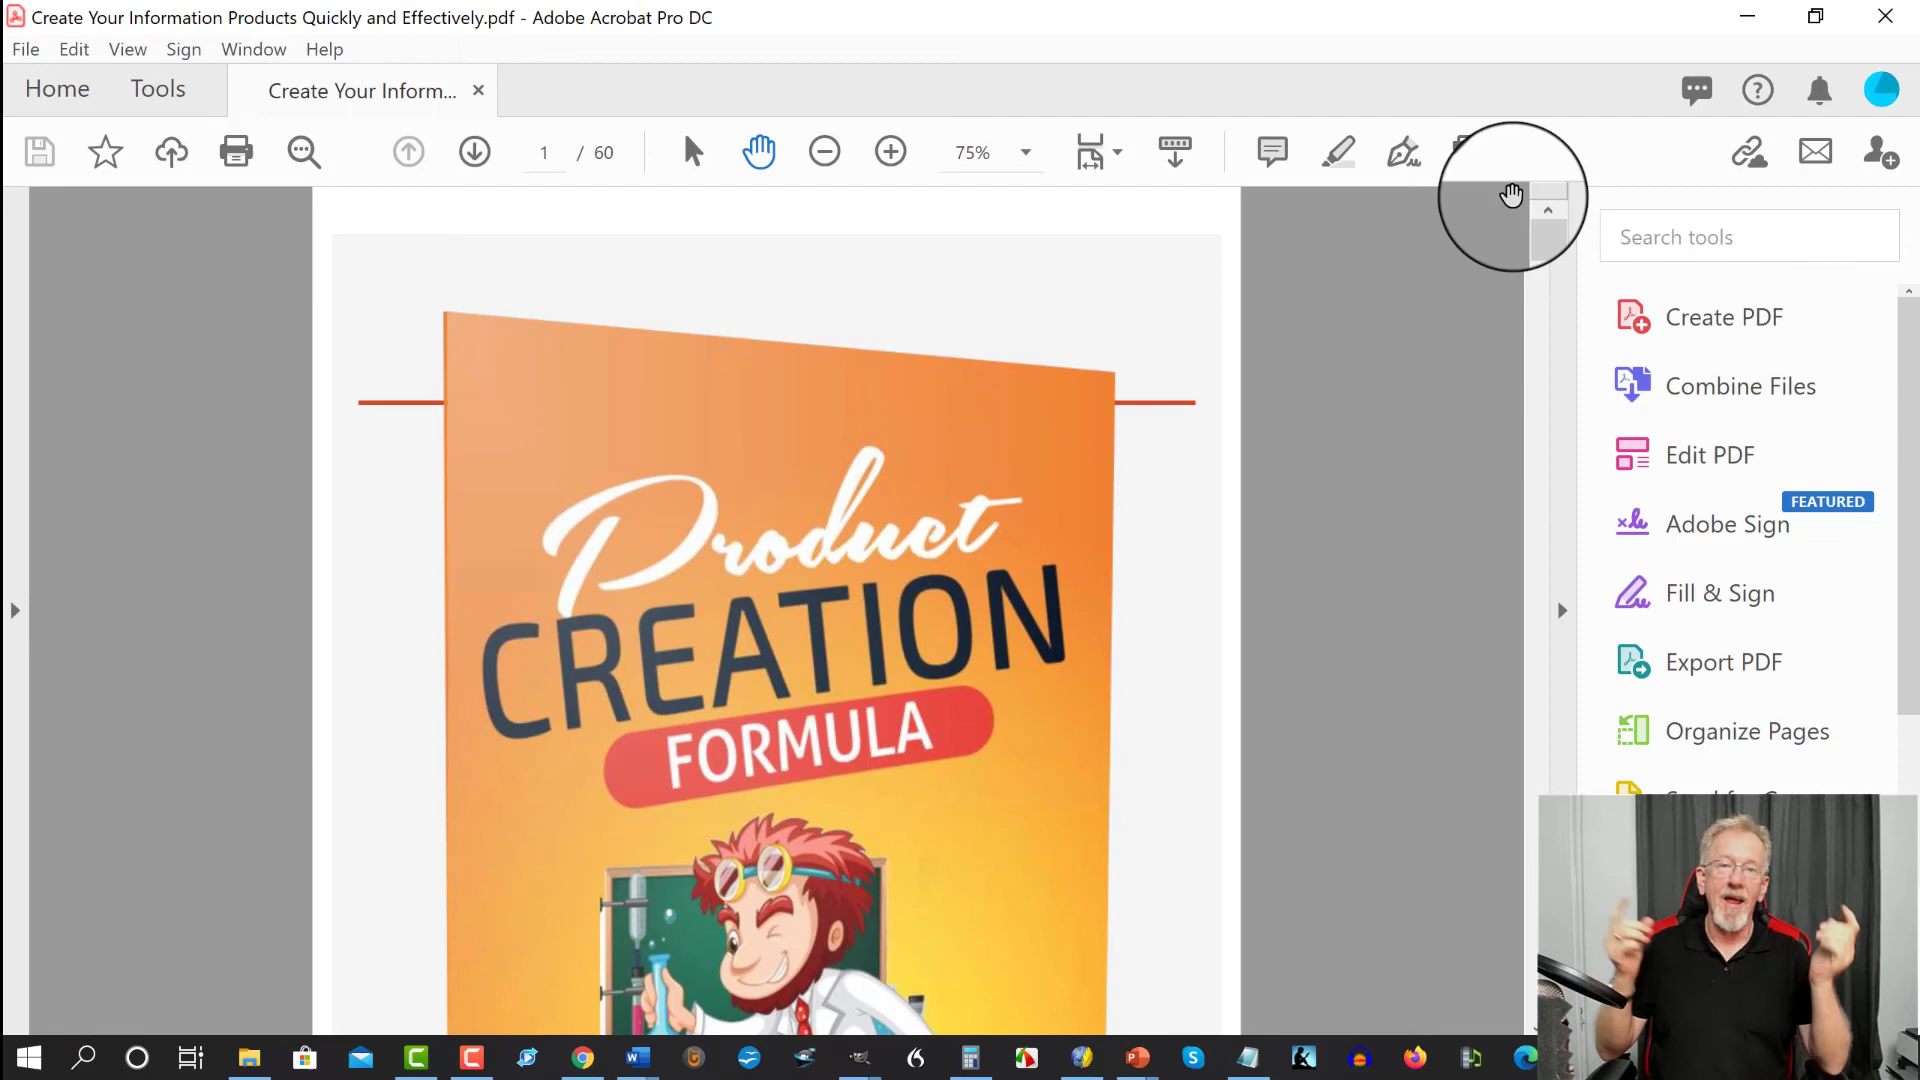 Create Your Information Products Quickly and Effectively.pdf - Adobe Acrobat Pro DC
File Edit View Sign Window Help
Home Tools Create Your Inform...
1 / 60 75%
Search tools
Create PDF
Combine Files
Edit PDF
FEATURED
Adobe Sign
Fill & Sign
Export PDF
Organize Pages
Product
CREATION
FORMULA